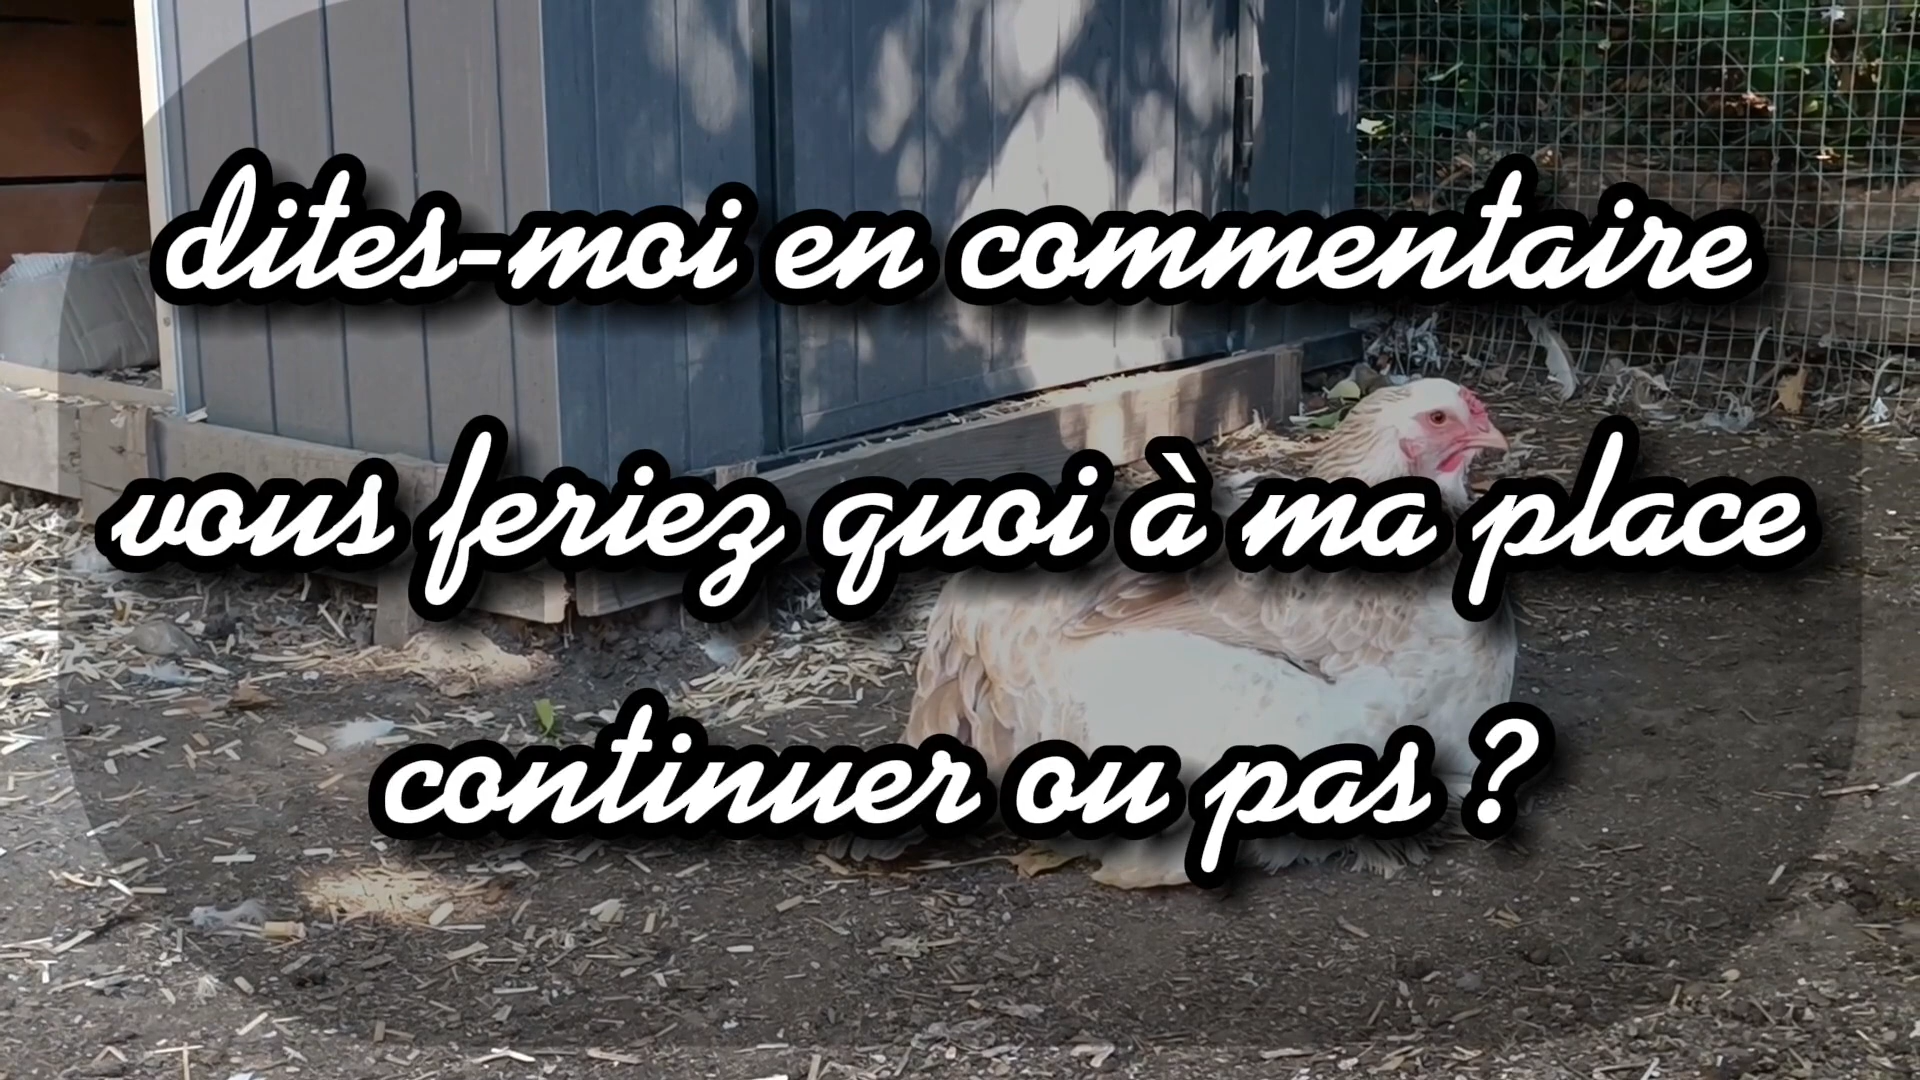 dites-moi en commentaire
vous feriez quoi à ma place
continuer ou pas ?